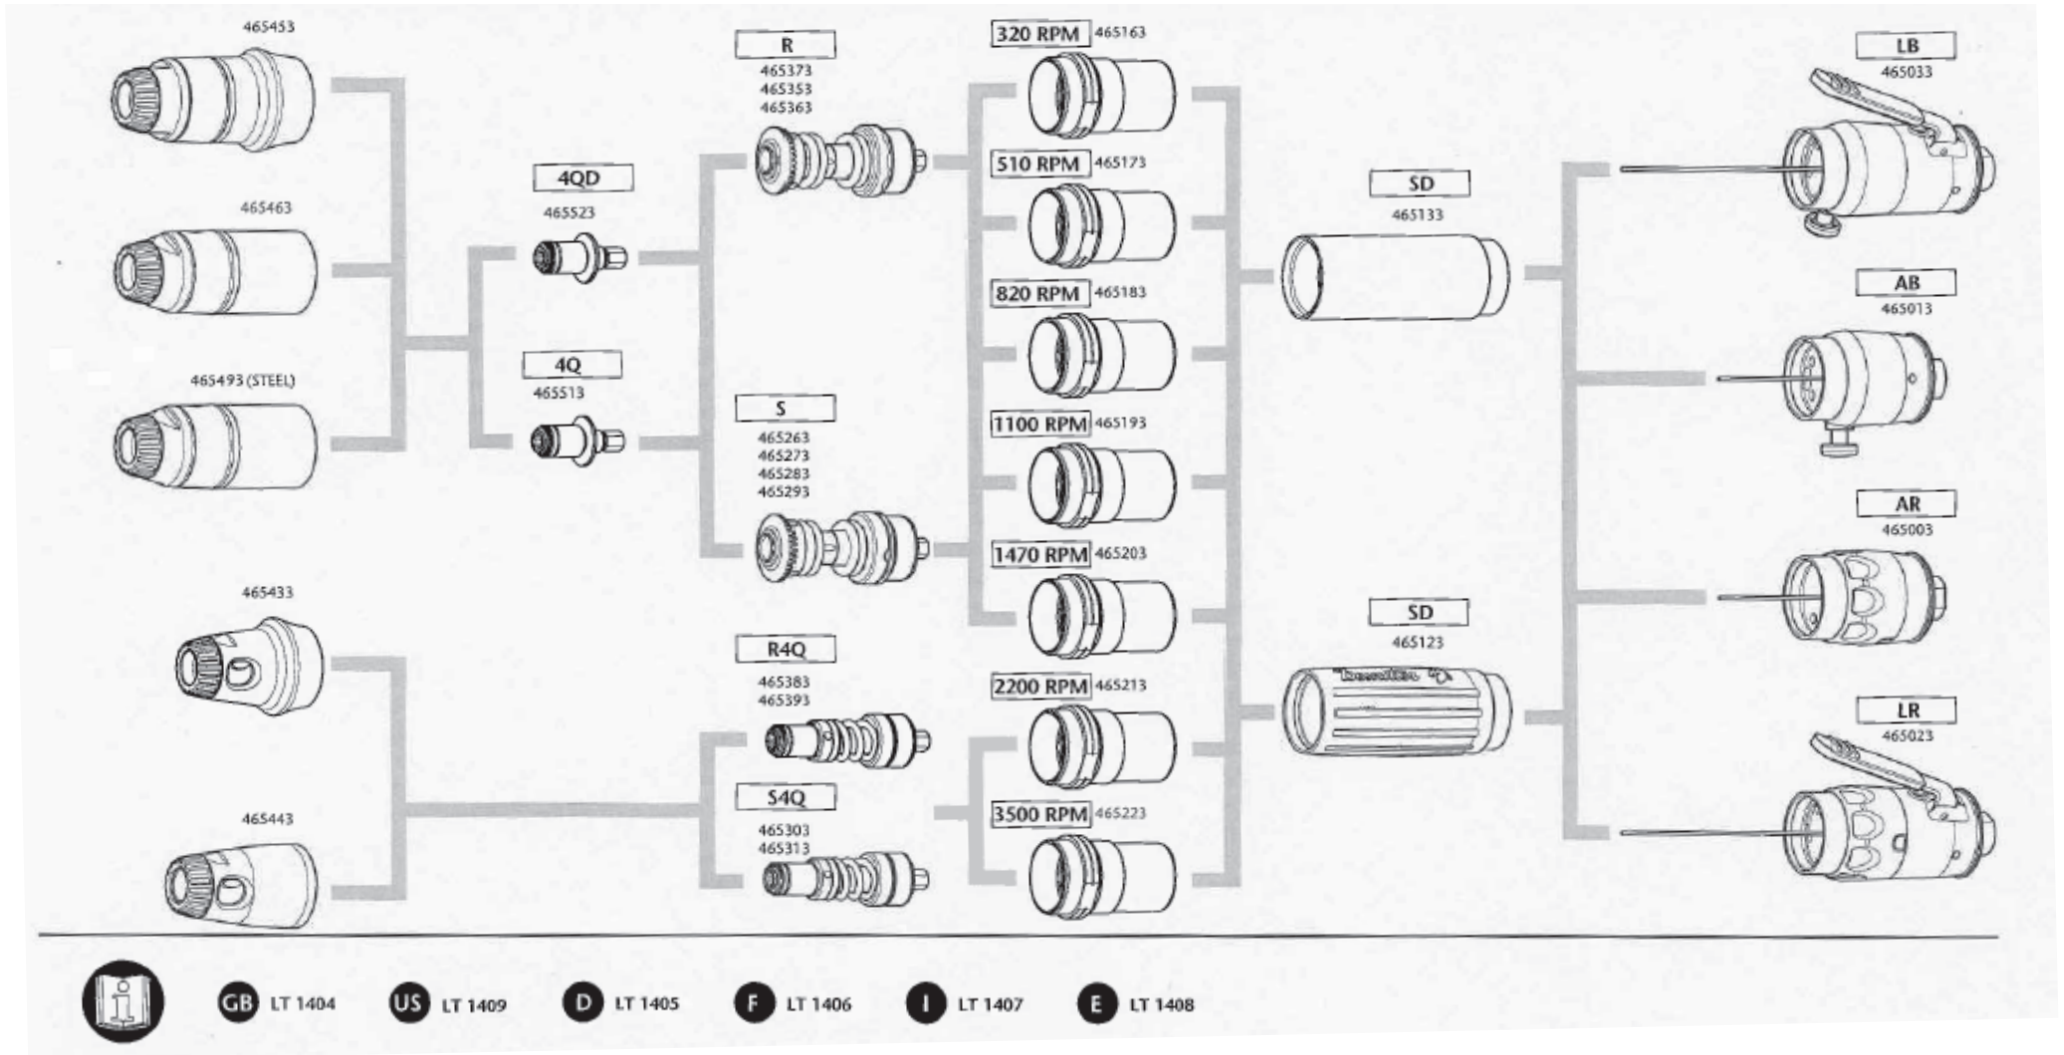 465453
465463
465493 (STEEL)
465433
465443
4QD
465523
4Q
465513
R
465373
465353
465363
S
465263
465273
465283
465293
R4Q
465383
465393
S4Q
465303
465313
320 RPM 465163
510 RPM 465173
820 RPM 465183
1100 RPM 465193
1470 RPM 465203
2200 RPM 465213
3500 RPM 465223
SD
465133
SD
465123
LB
465033
AB
465013
AR
465003
LR
465023
i GB LT 1404 US LT 1409 D LT 1405 F LT 1406 I LT 1407 E LT 1408